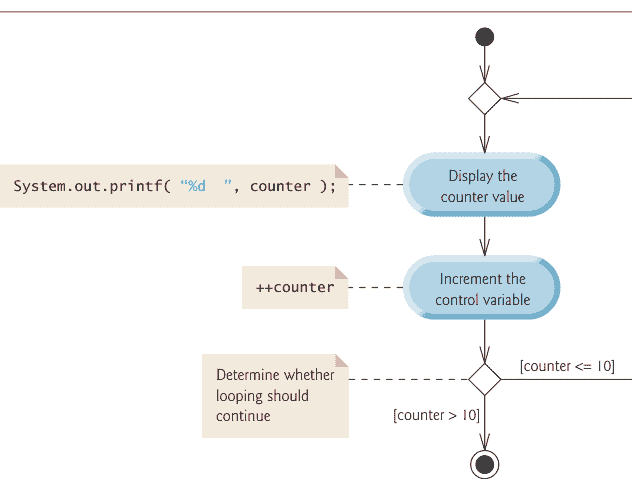 Display the
counter value
System.out.printf( “%d  ”, counter );
Increment the
control variable
++counter
Determine whether
looping should
continue
[counter <= 10]
[counter > 10]